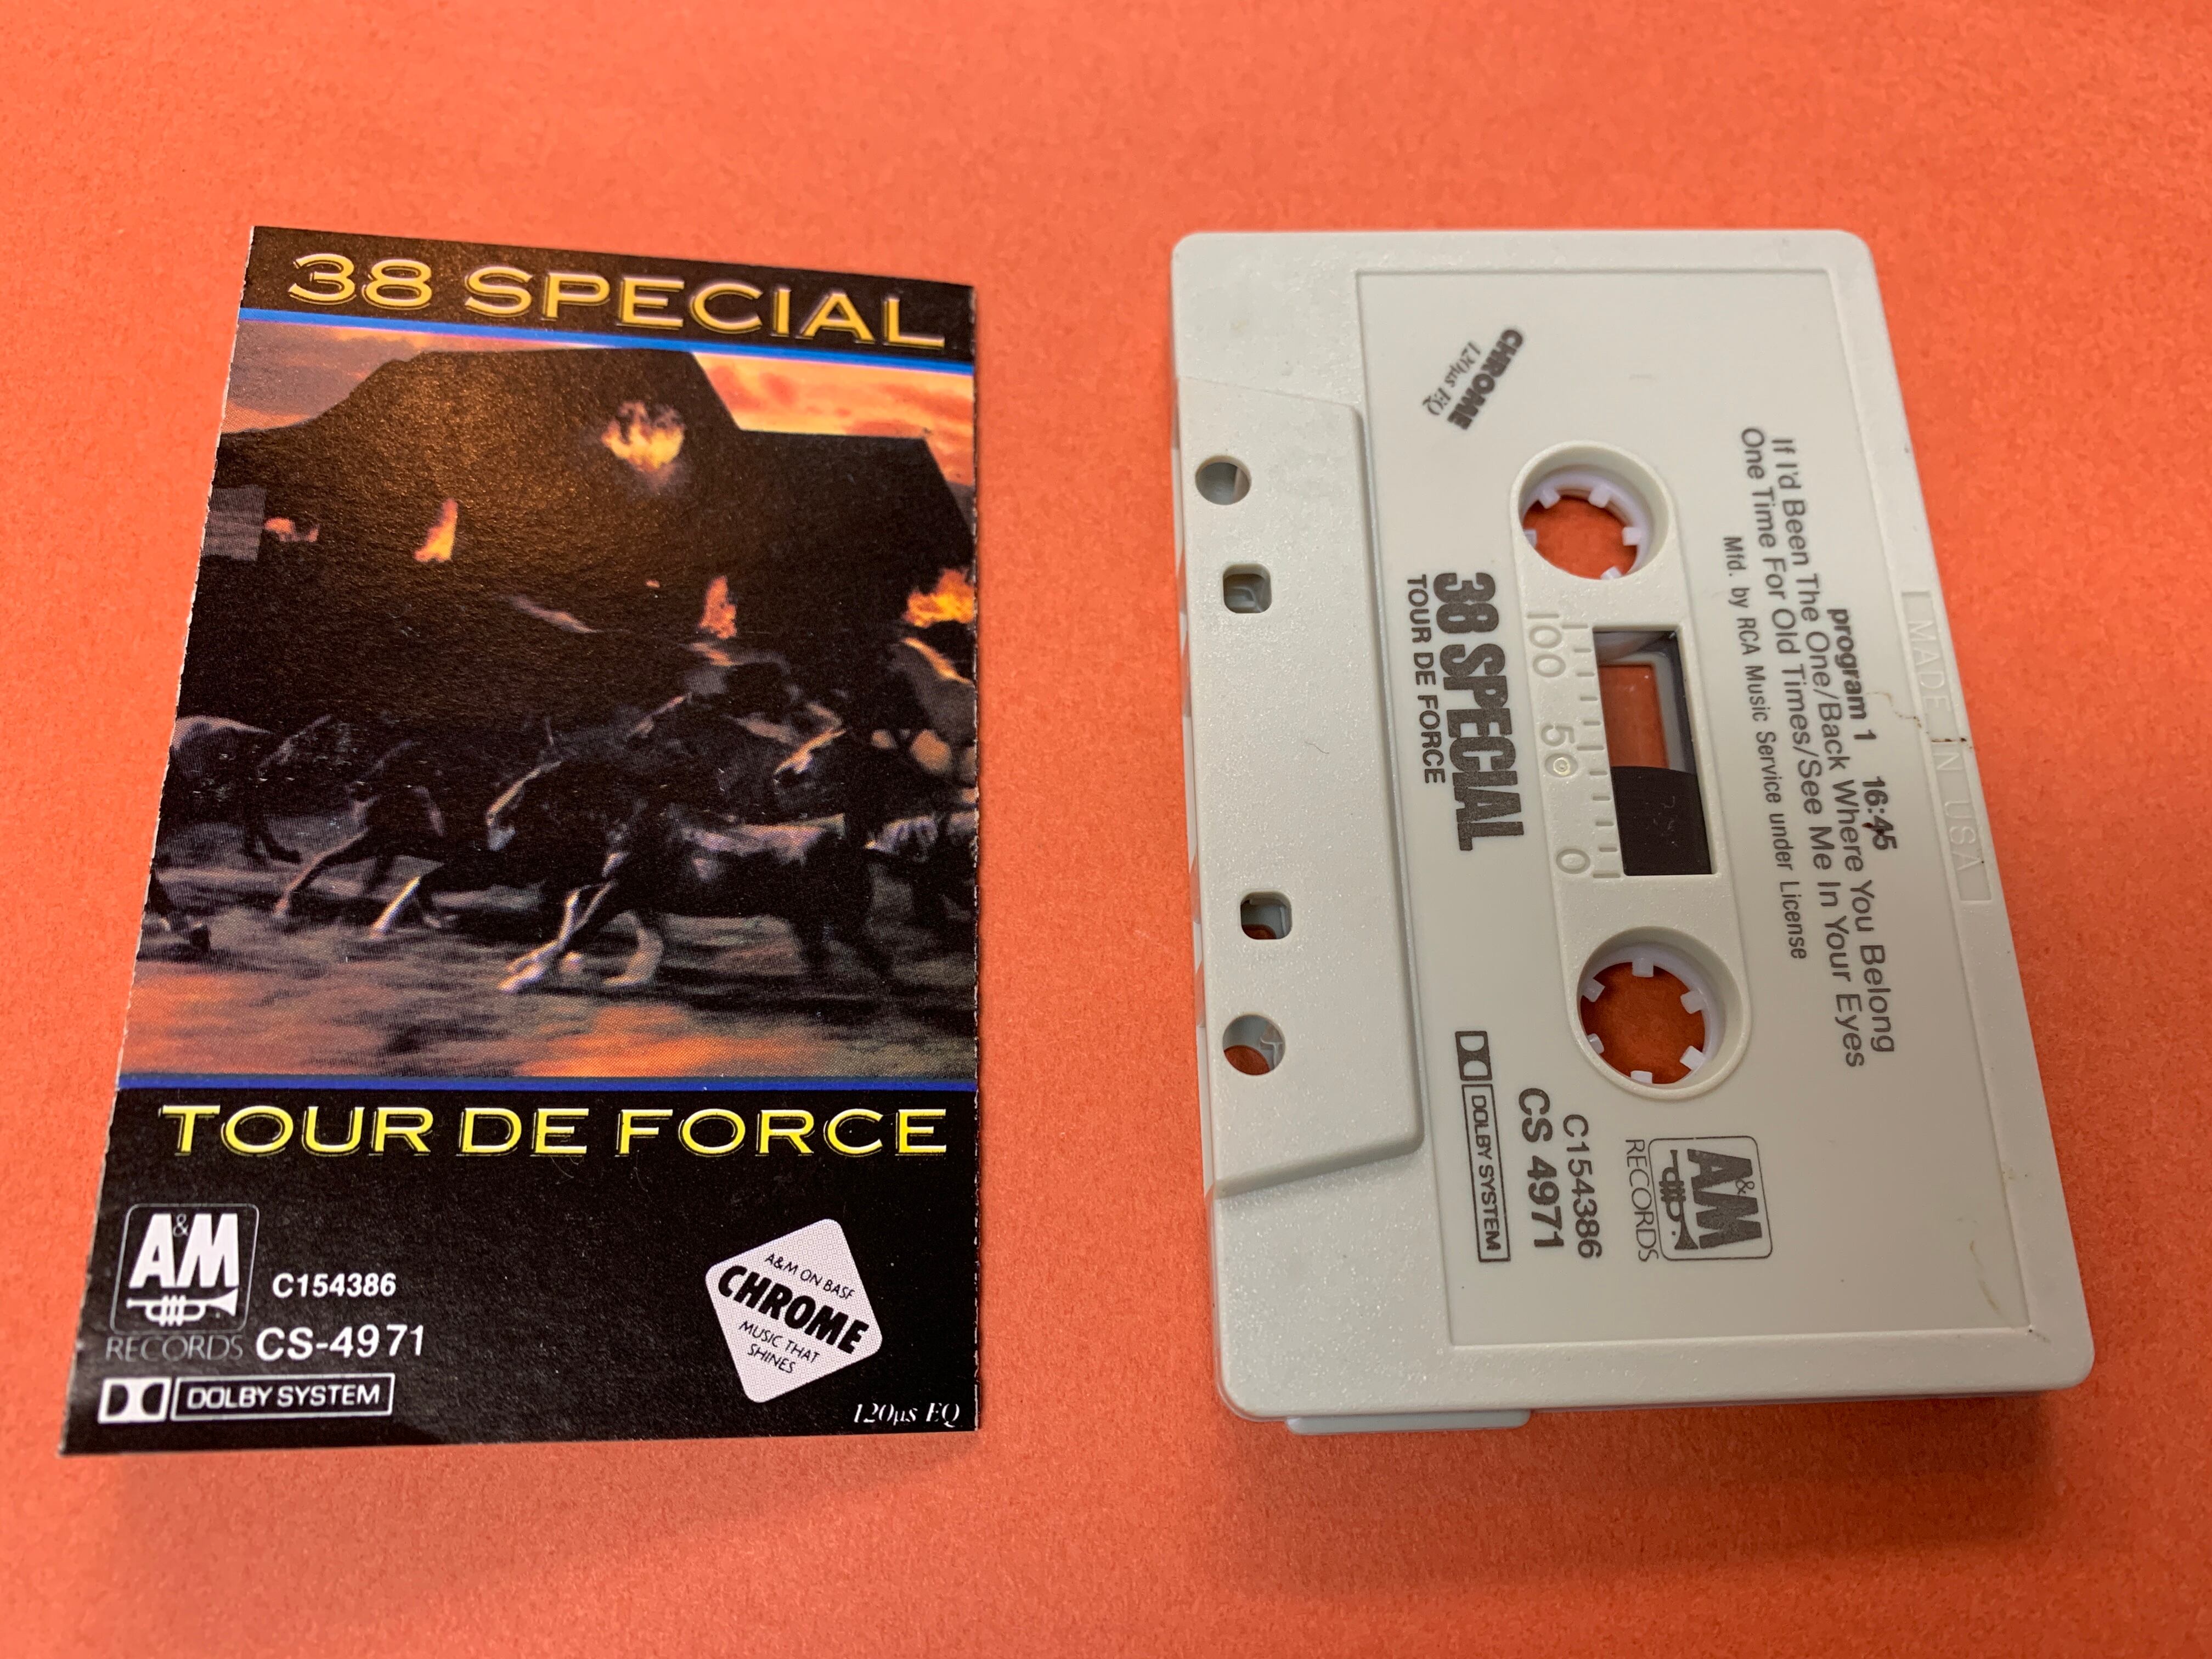 38 SPECIAL
TOUR DE FORCE
A&M
RECORDS
C154386
CS-4971
DOLBY SYSTEM
A&M ON BASF
CHROME
MUSIC THAT
SHINES
120µs EQ
MADE IN USA
program 1 16:45
If I'd Been The One/Back Where You Belong
One Time For Old Times/See Me In Your Eyes
Mfd. by RCA Music Service under License
CHROME
120µs EQ
100 50 0
38 SPECIAL
TOUR DE FORCE
A&M
RECORDS
C154386
CS 4971
DOLBY SYSTEM